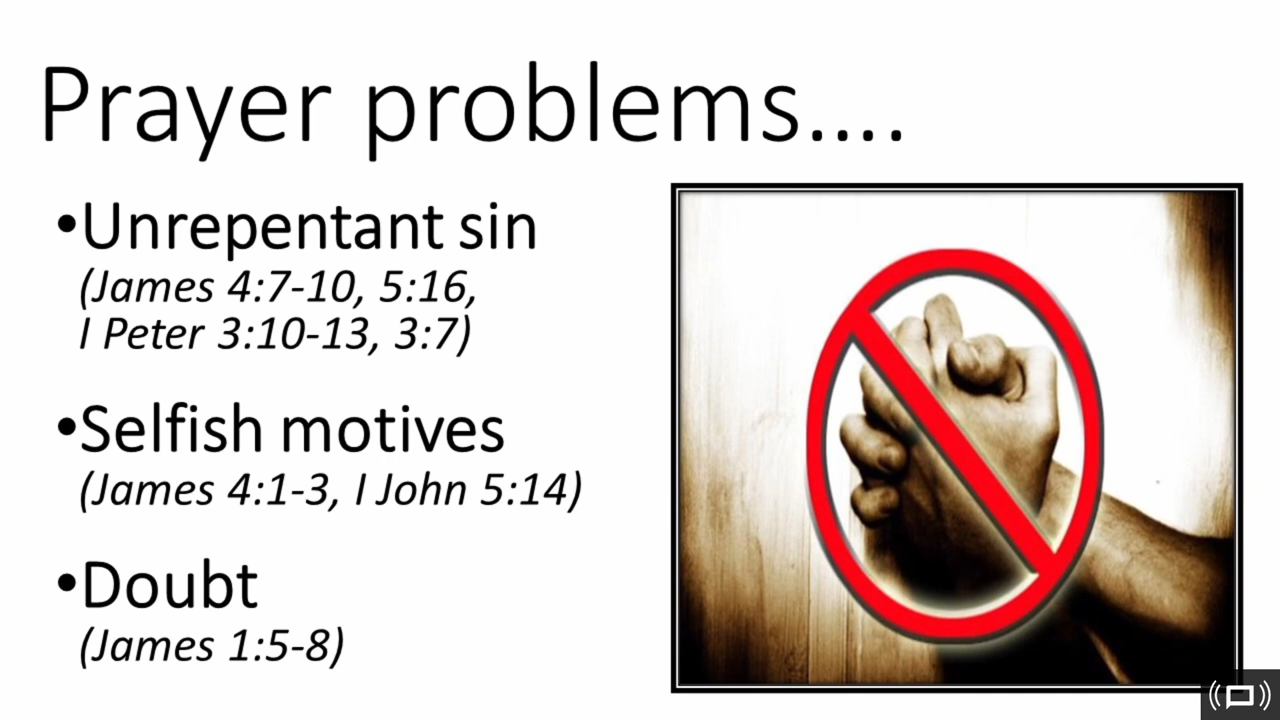 Prayer problems....
•Unrepentant sin
(James 4:7-10, 5:16,
I Peter 3:10-13, 3:7)
•Selfish motives
(James 4:1-3, I John 5:14)
•Doubt
(James 1:5-8)